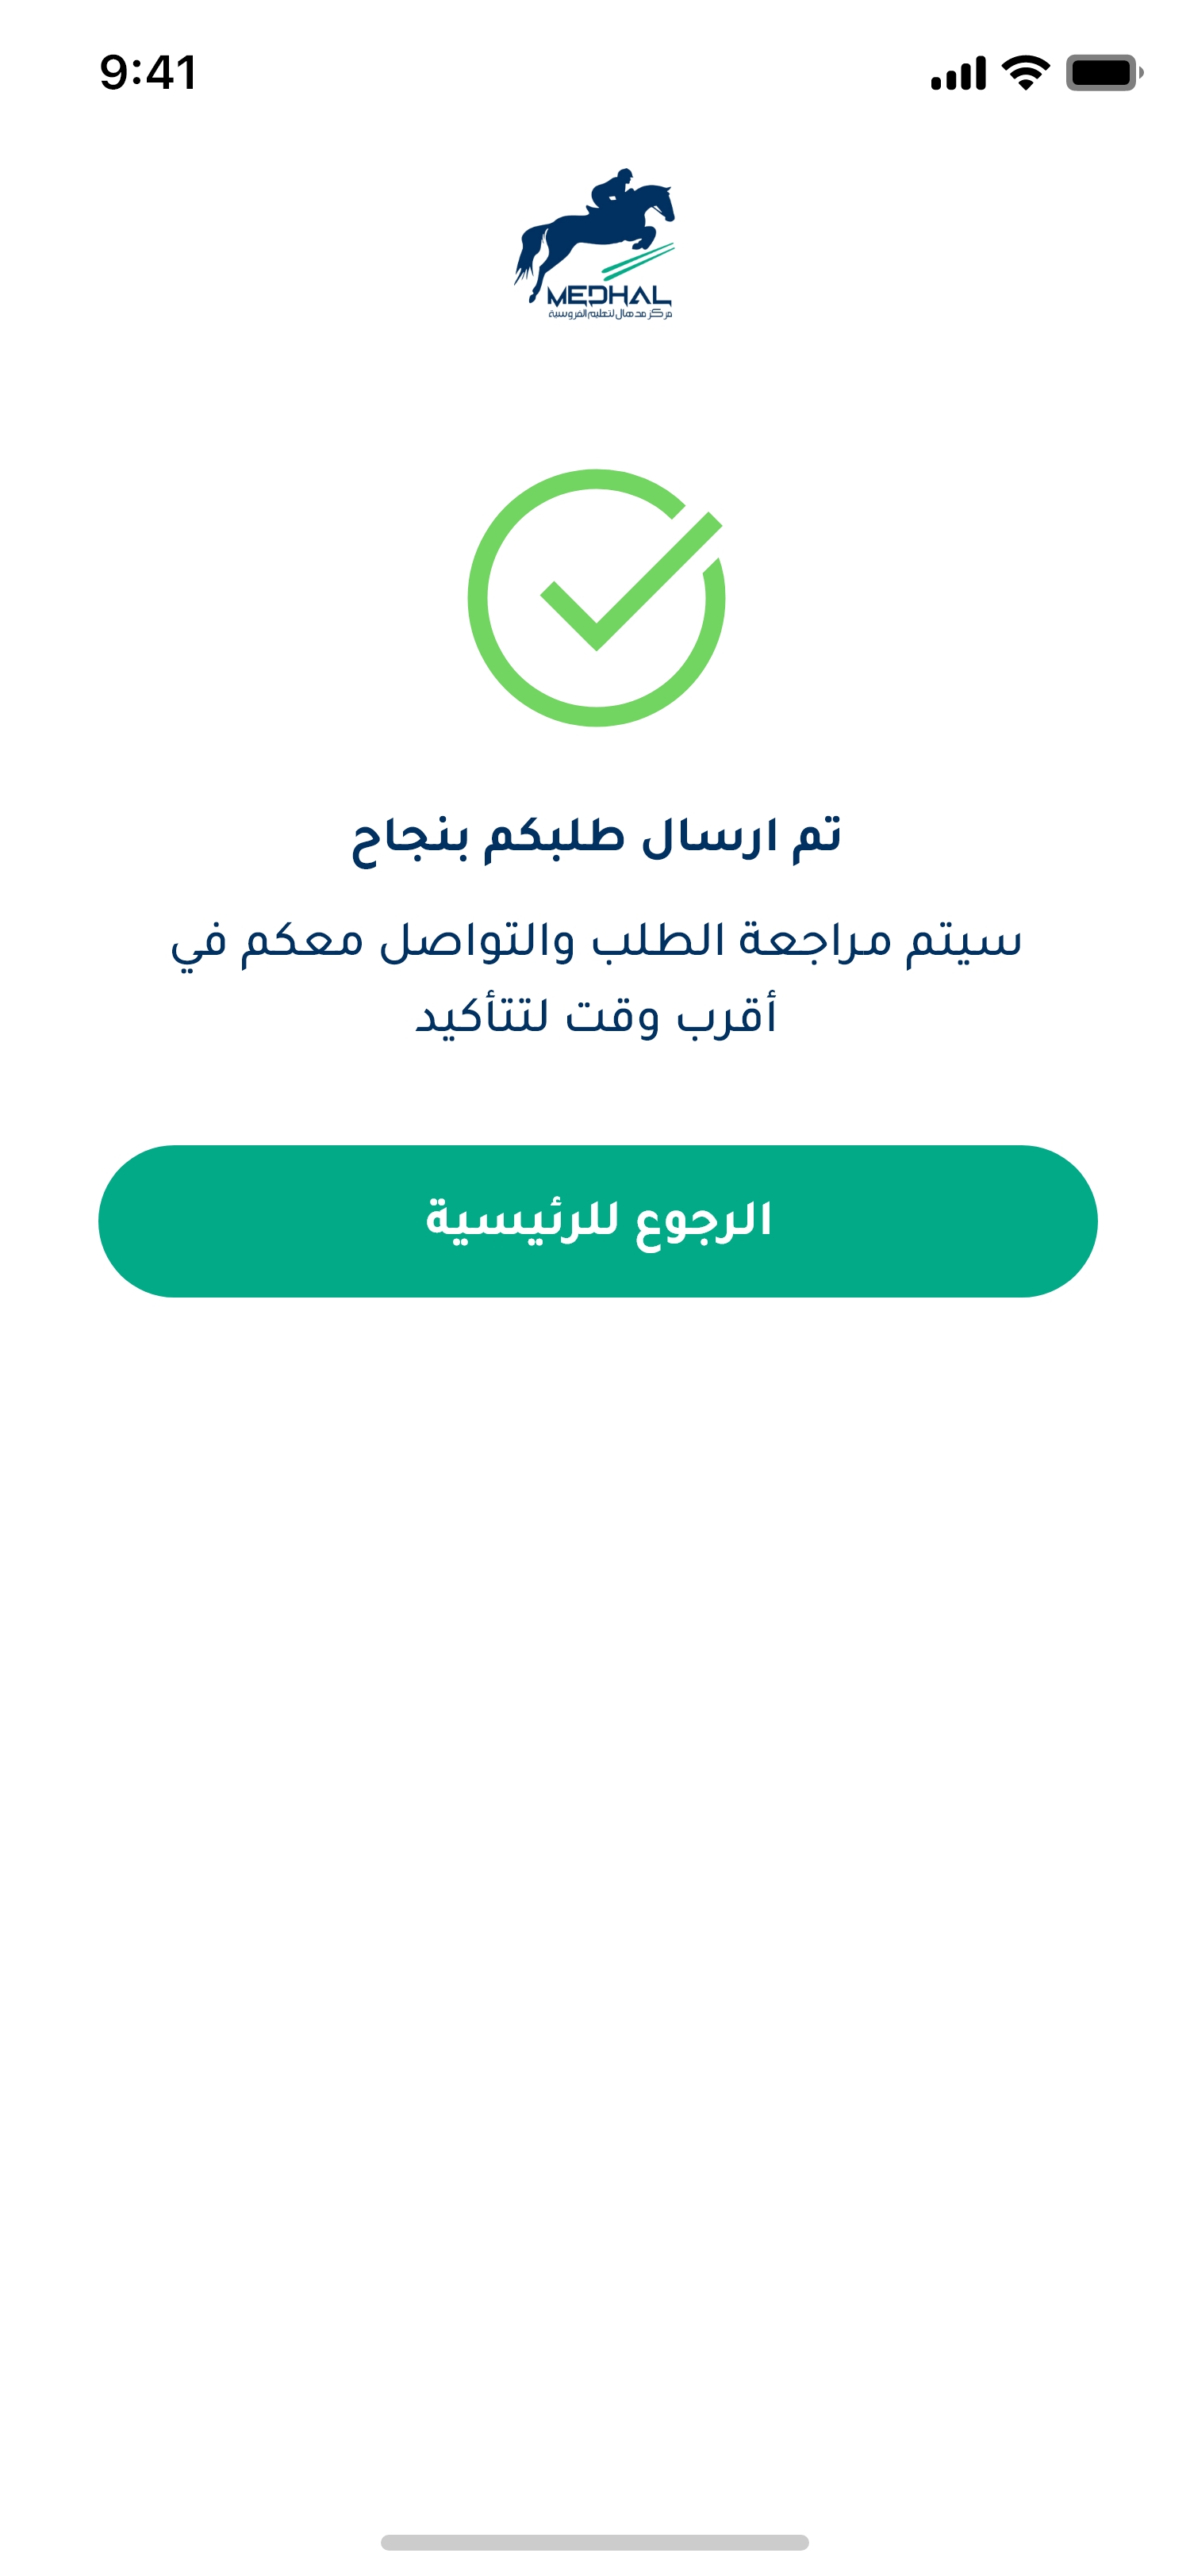 9:41
MEDHAL
مركز مدهال لتعليم الفروسية
تم ارسال طلبكم بنجاح
سيتم مراجعة الطلب والتواصل معكم في
أقرب وقت لتتأكيد
الرجوع للرئيسية